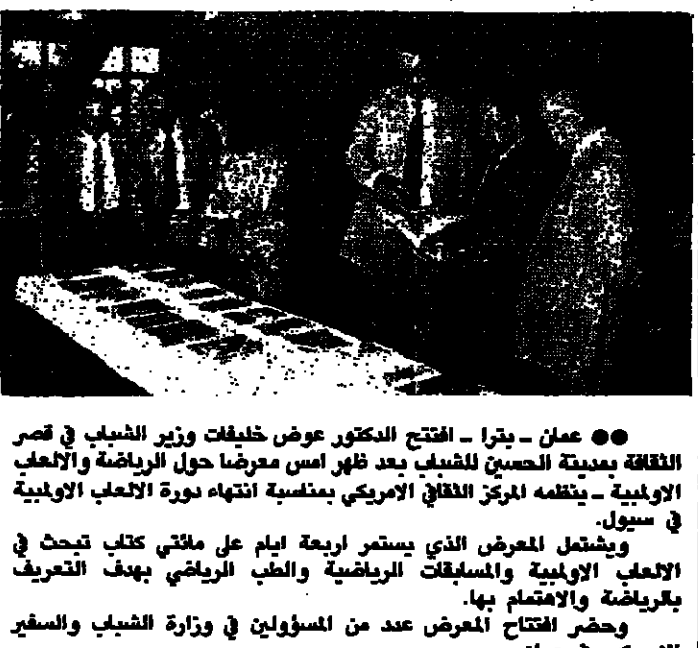 ●● عمان ـ بترا ـ افتتح الدكتور عوض خليفات وزير الشباب في قصر
الثقافة بمدينة الحسين للشباب بعد ظهر امس معرضا حول الرياضة والالعاب
الاولمبية ـ ينظمه المركز الثقافي الامريكي بمناسبة انتهاء دورة الالعاب الاولمبية
في سيول.
ويشتمل المعرض الذي يستمر اربعة ايام على مائتي كتاب تبحث في
الالعاب الاولمبية والمسابقات الرياضية والطب الرياضي بهدف التعريف
بالرياضة والاهتمام بها.
وحضر افتتاح المعرض عدد من المسؤولين في وزارة الشباب والسفير